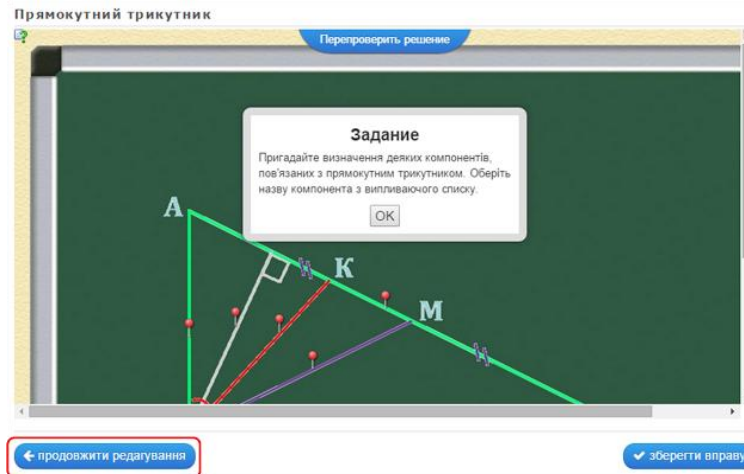 Прямокутний трикутник
Перепроверить решение
Задание
Пригадайте визначення деяких компонентів,
пов'язаних з прямокутним трикутником. Оберіть
назву компонента з випливаючого списку.
OK
A
K
M
продовжити редагування
зберегти вправу